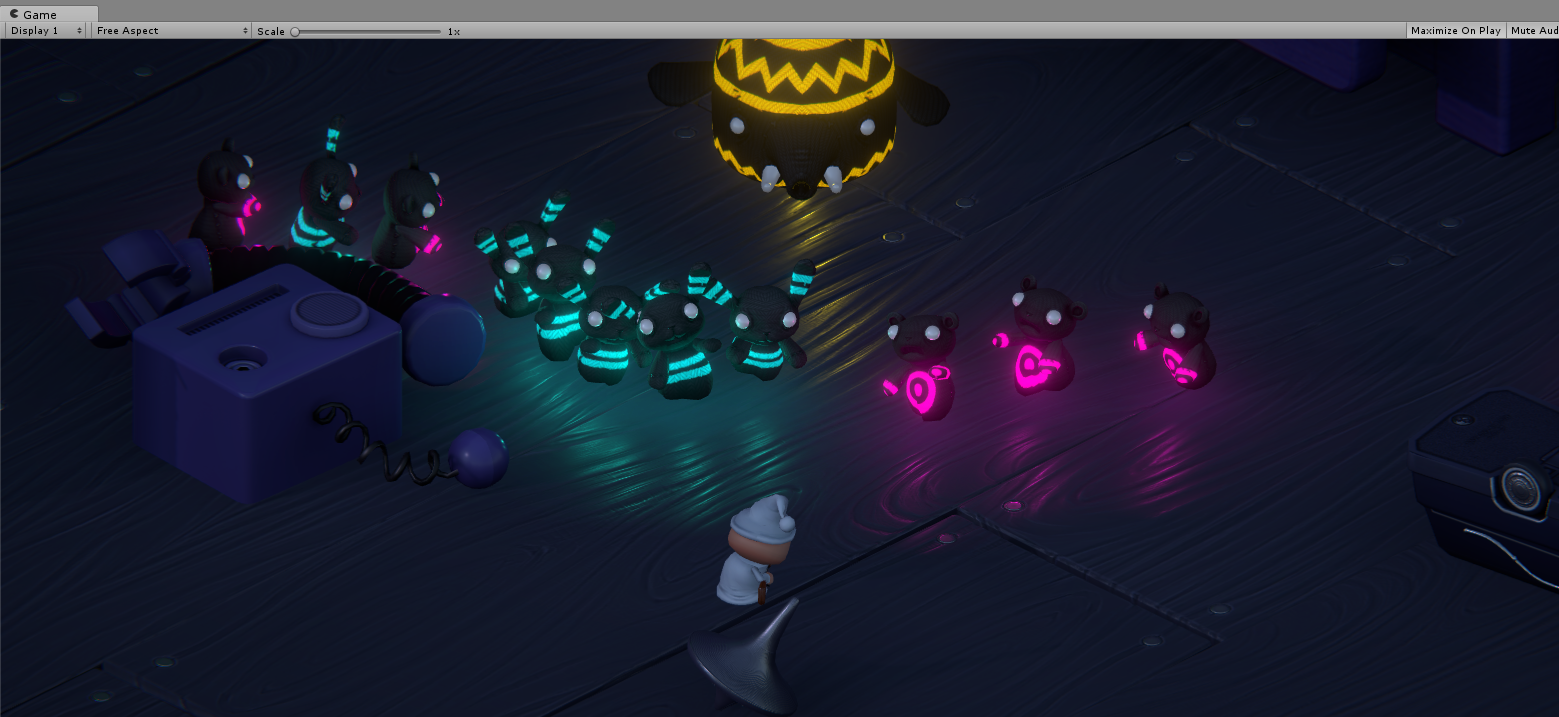 Game
Display 1
Free Aspect
Scale
1x
Maximize On Play
Mute Aud